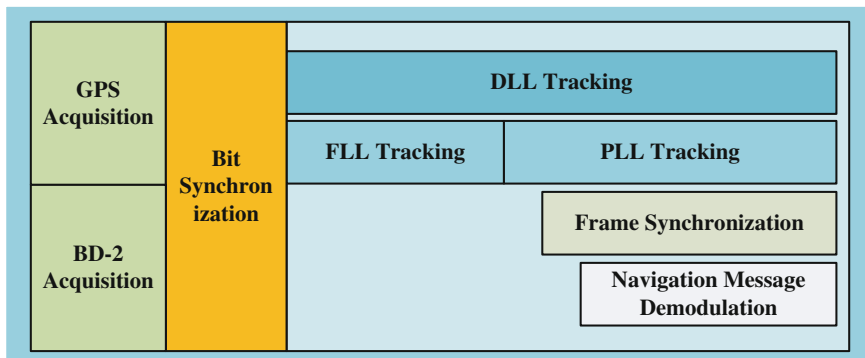 GPS
Acquisition
BD-2
Acquisition
Bit
Synchron
ization
DLL Tracking
FLL Tracking
PLL Tracking
Frame Synchronization
Navigation Message
Demodulation